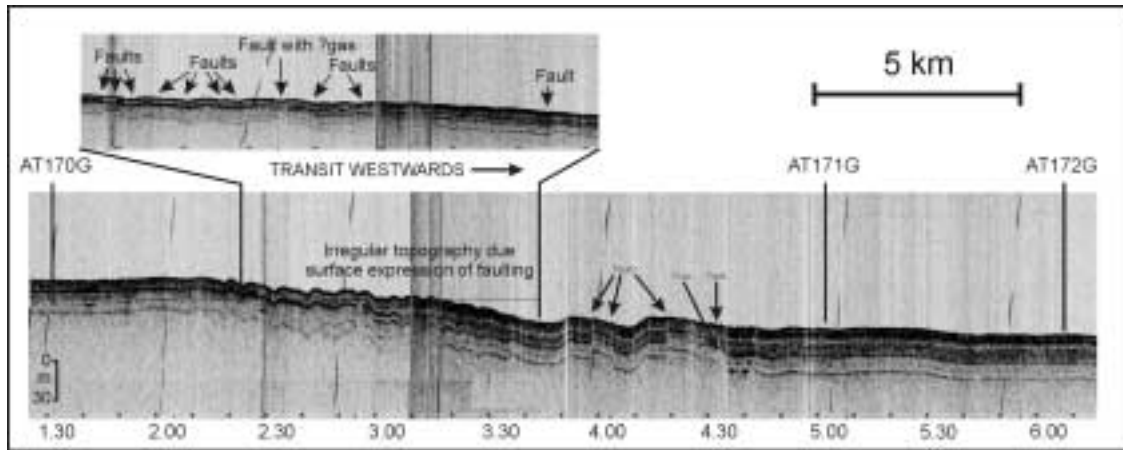 Fault with ?gas
Faults
Faults
Faults
Fault
5 km
AT170G
TRANSIT WESTWARDS
AT171G
AT172G
Irregular topography due
surface expression of faulting
0
m
30
1.30 2.00 2.30 3.00 3.30 4.00 4.30 5.00 5.30 6.00